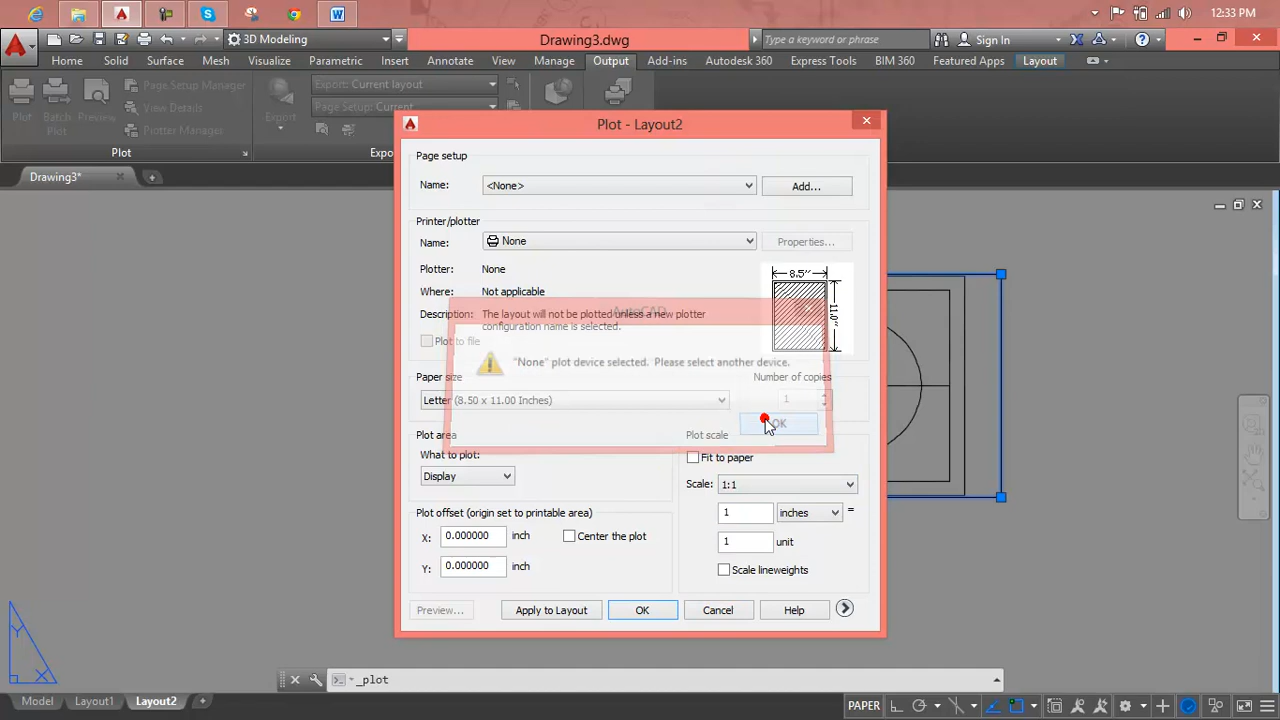 12:33 PM
3D Modeling
Drawing3.dwg
Type a keyword or phrase
Sign In
Home Solid Surface Mesh Visualize Parametric Insert Annotate View Manage Output Add-ins Autodesk 360 Express Tools BIM 360 Featured Apps Layout
Plot
Batch
Plot
Preview
Page Setup Manager
View Details
Plotter Manager
Export
Export: Current layout
Page Setup: Current
Plot
Expo
Drawing3*
Plot - Layout2
Page setup
Name: <None> Add...
Printer/plotter
Name: None Properties...
Plotter: None
Where: Not applicable
Description: The layout will not be plotted unless a new plotter
configuration name is selected.
Plot to file
8.5''
11.0''
AutoCAD
"None" plot device selected. Please select another device.
OK
Paper size
Letter (8.50 x 11.00 Inches)
Number of copies
1
Plot area
What to plot:
Display
Plot scale
Fit to paper
Scale: 1:1
1 inches =
1 unit
Scale lineweights
Plot offset (origin set to printable area)
X: 0.000000 inch Center the plot
Y: 0.000000 inch
Preview... Apply to Layout OK Cancel Help
Y
X
_plot
Model Layout1 Layout2
PAPER